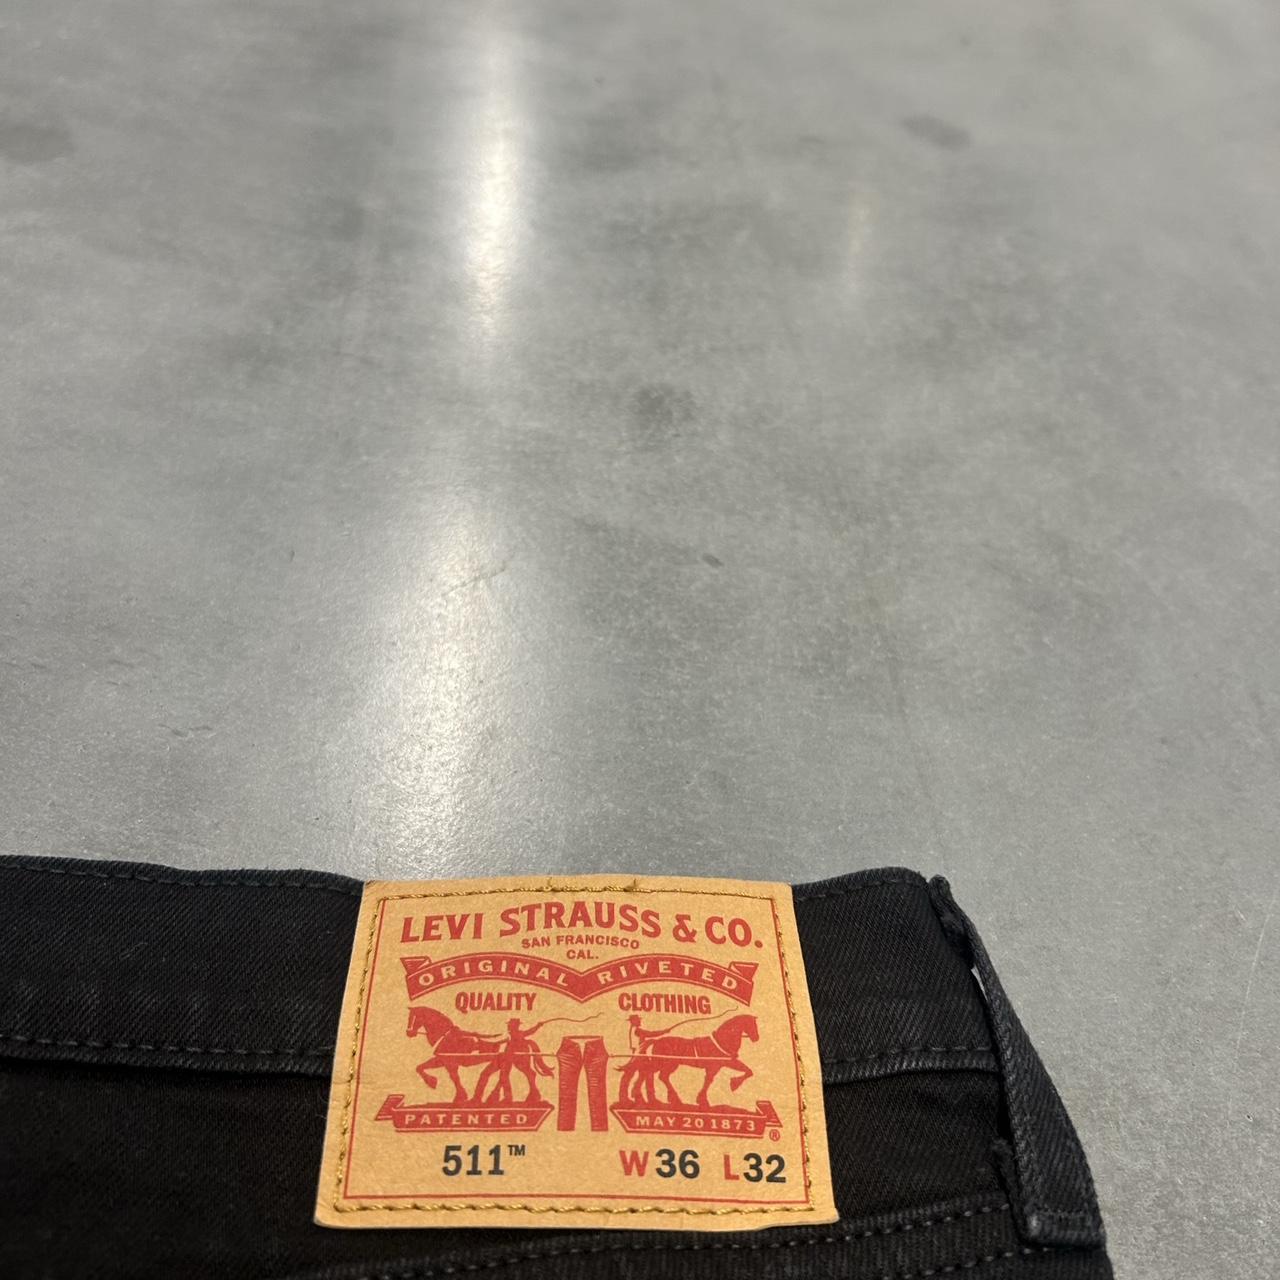 LEVI STRAUSS & CO.
SAN FRANCISCO
CAL.
ORIGINAL RIVETED
QUALITY CLOTHING
PATENTED MAY 20 1873 ®
511™ W36 L32